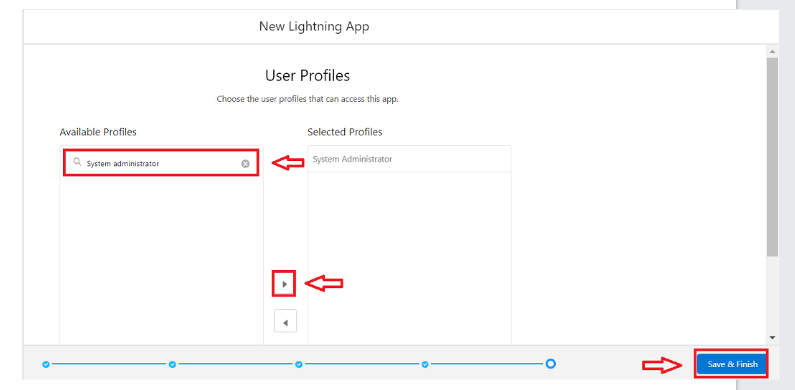 New Lightning App
User Profiles
Choose the user profiles that can access this app.
Available Profiles
Selected Profiles
System administrator
System Administrator
Save & Finish